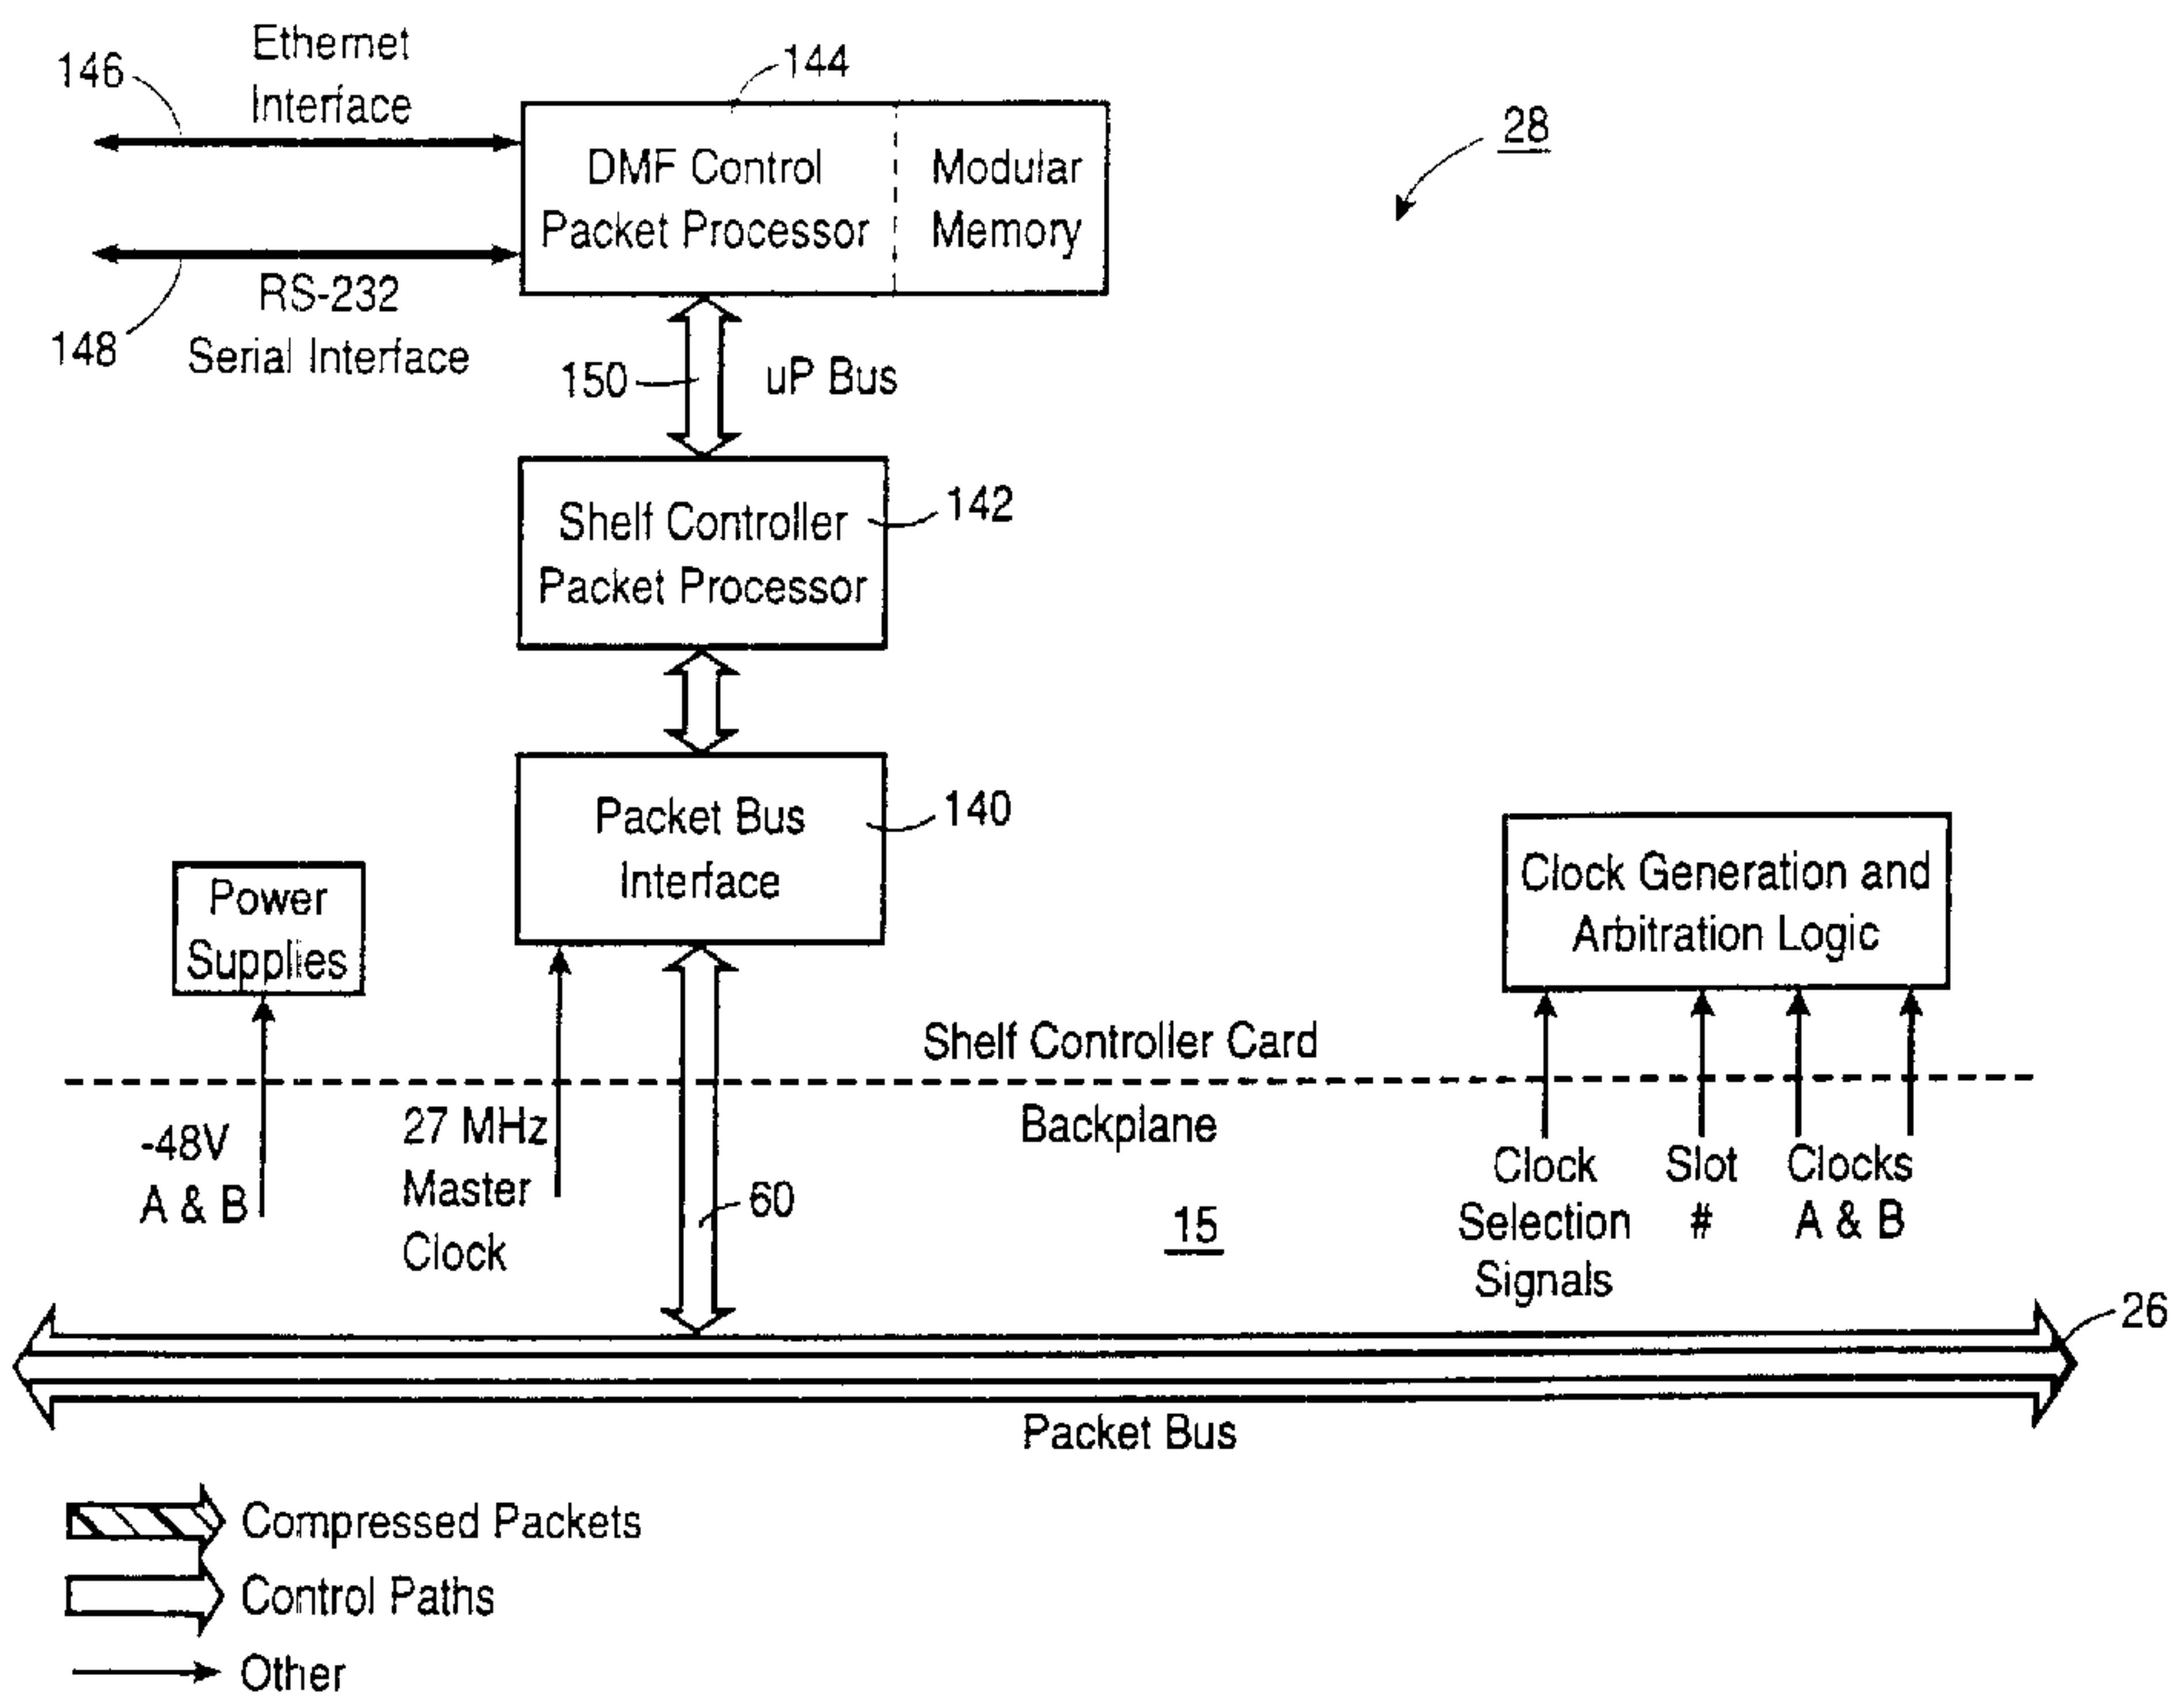 Ethernet
Interface
146
144
28
DMF Control
Packet Processor
Modular
Memory
RS-232
Serial Interface
148
150
uP Bus
Shelf Controller
Packet Processor
142
Packet Bus
Interface
140
Power
Supplies
Clock Generation and
Arbitration Logic
Shelf Controller Card
Backplane
-48V
A & B
27 MHz
Master
Clock
60
15
Clock
Selection
Signals
Slot
#
Clocks
A & B
26
Packet Bus
Compressed Packets
Control Paths
Other